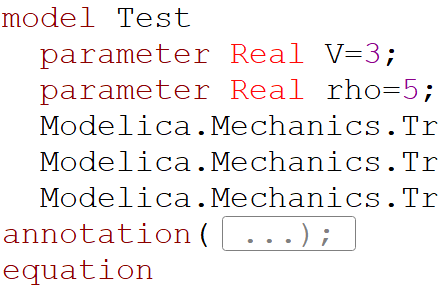 model Test
parameter Real V=3;
parameter Real rho=5;
Modelica.Mechanics.Tr
Modelica.Mechanics.Tr
Modelica.Mechanics.Tr
annotation( ...);
equation